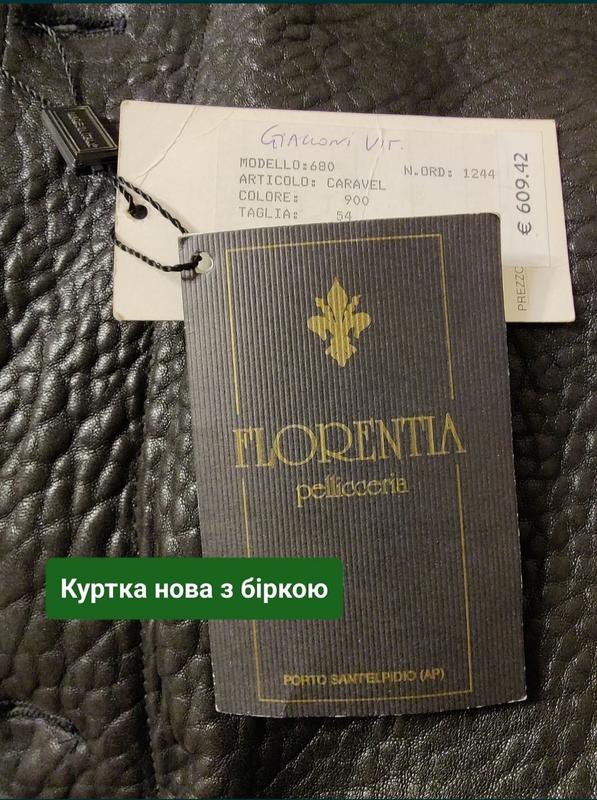 Giaconi Vit.
MODELLO:680
N.ORD: 1244
ARTICOLO: CARAVEL
COLORE: 900
TAGLIA: 54
€ 609.42
PREZZO
FLORENTIA
pellicceria
Куртка нова з біркою
PORTO SANT'ELPIDIO (AP)